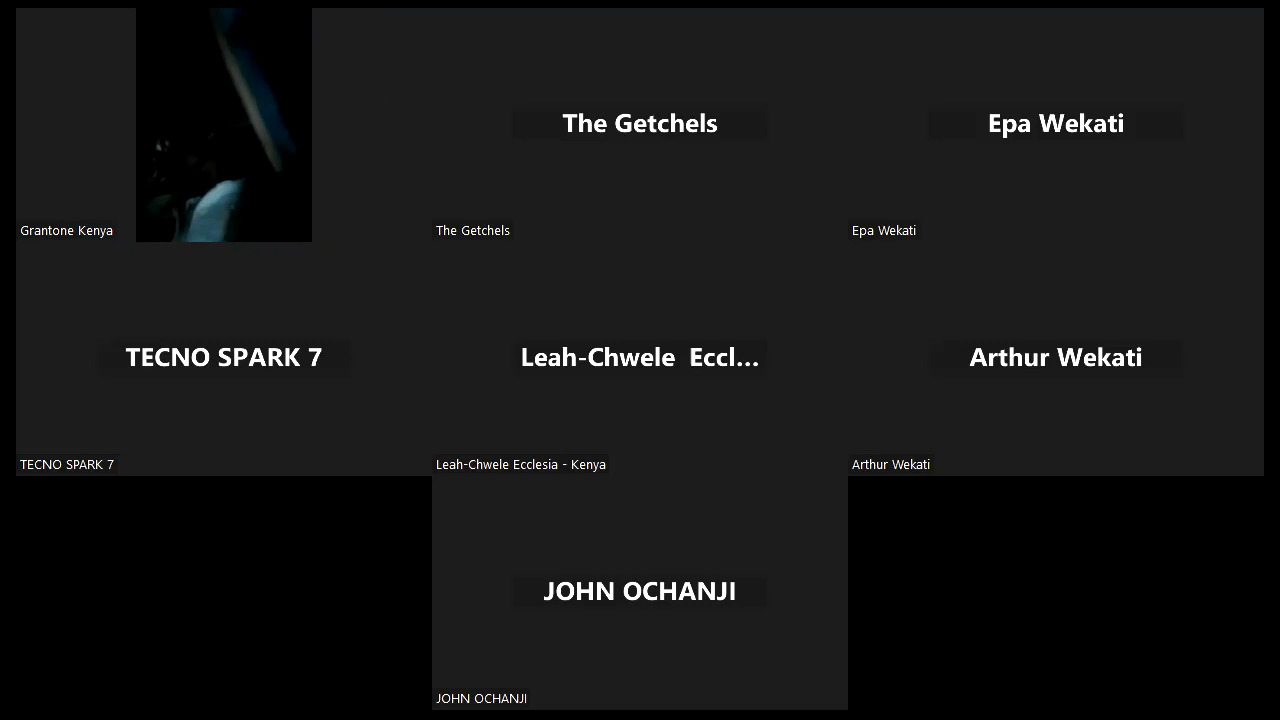 The Getchels
Epa Wekati
Grantone Kenya
The Getchels
Epa Wekati
TECNO SPARK 7
Leah-Chwele Eccl...
Arthur Wekati
TECNO SPARK 7
Leah-Chwele Ecclesia - Kenya
Arthur Wekati
JOHN OCHANJI
JOHN OCHANJI